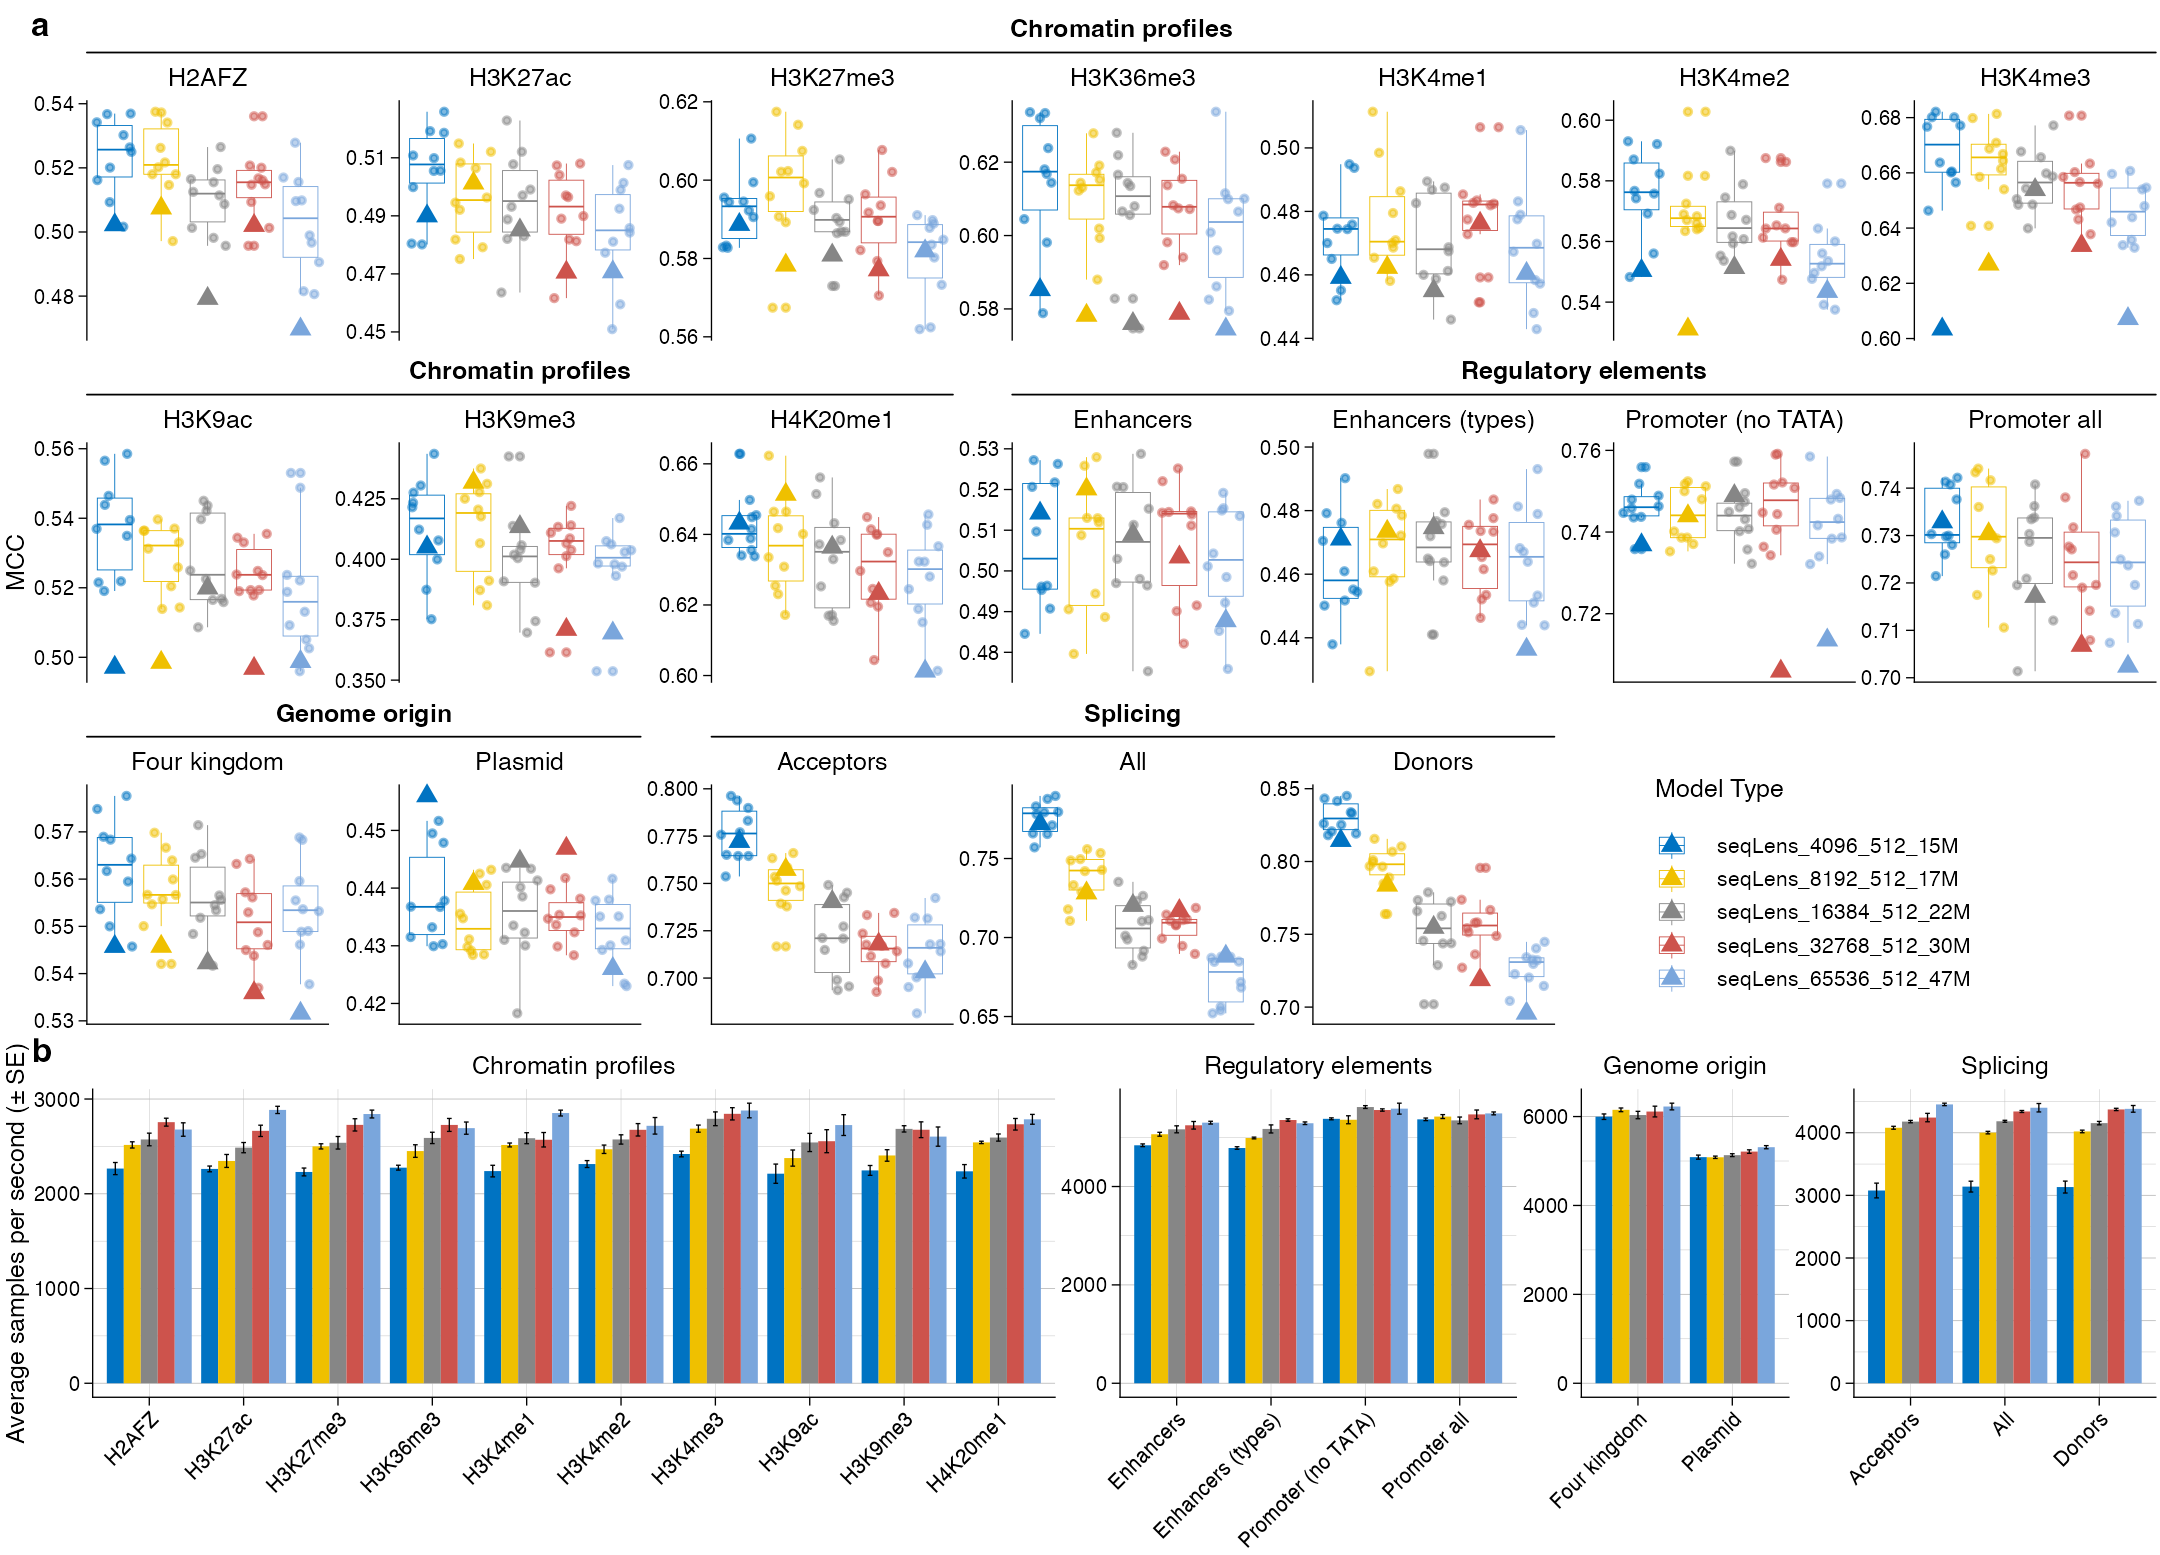 a
Chromatin profiles
H2AFZ H3K27ac H3K27me3 H3K36me3 H3K4me1 H3K4me2 H3K4me3
0.54 0.52 0.50 0.48
0.51 0.49 0.47 0.45
0.62 0.60 0.58 0.56
0.62 0.60 0.58
0.50 0.48 0.46 0.44
0.60 0.58 0.56 0.54
0.68 0.66 0.64 0.62 0.60
Chromatin profiles Regulatory elements
H3K9ac H3K9me3 H4K20me1 Enhancers Enhancers (types) Promoter (no TATA) Promoter all
MCC
0.56 0.54 0.52 0.50
0.425 0.400 0.375 0.350
0.66 0.64 0.62 0.60
0.53 0.52 0.51 0.50 0.49 0.48
0.50 0.48 0.46 0.44
0.76 0.74 0.72
0.74 0.73 0.72 0.71 0.70
Genome origin Splicing
Four kingdom Plasmid Acceptors All Donors
0.57 0.56 0.55 0.54 0.53
0.45 0.44 0.43 0.42
0.800 0.775 0.750 0.725 0.700
0.75 0.70 0.65
0.85 0.80 0.75 0.70
Model Type
seqLens_4096_512_15M
seqLens_8192_512_17M
seqLens_16384_512_22M
seqLens_32768_512_30M
seqLens_65536_512_47M
b
Chromatin profiles Regulatory elements Genome origin Splicing
Average samples per second (± SE)
3000 2000 1000 0
4000 2000 0
6000 4000 2000 0
4000 3000 2000 1000 0
H2AFZ H3K27ac H3K27me3 H3K36me3 H3K4me1 H3K4me2 H3K4me3 H3K9ac H3K9me3 H4K20me1
Enhancers Enhancers (types) Promoter (no TATA) Promoter all
Four kingdom Plasmid
Acceptors All Donors